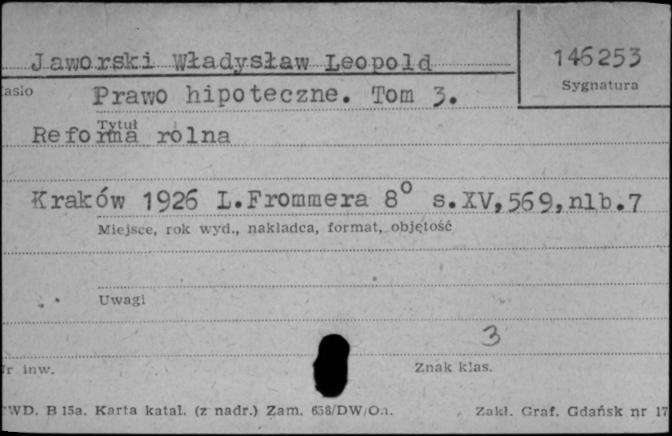 Jaworski Władysław Leopold
146253
Sygnatura
asło Prawo hipoteczne. Tom 3.
Tytuł
Reforma rolna
Kraków 1926 L.Frommera 8° s.XV,569,nlb.7
Miejsce, rok wyd., nakładca, format, objętość
Uwagi
3
r inw.
Znak klas.
WD. B 15a. Karta katal. (z nadr.) Zam. 638/DW/
Zakł. Graf. Gdańsk nr 17